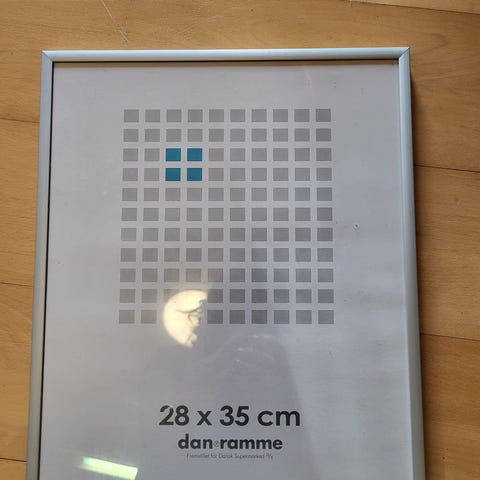 28 x 35 cm
dan ramme
Fremstillet for Dansk Supermarked